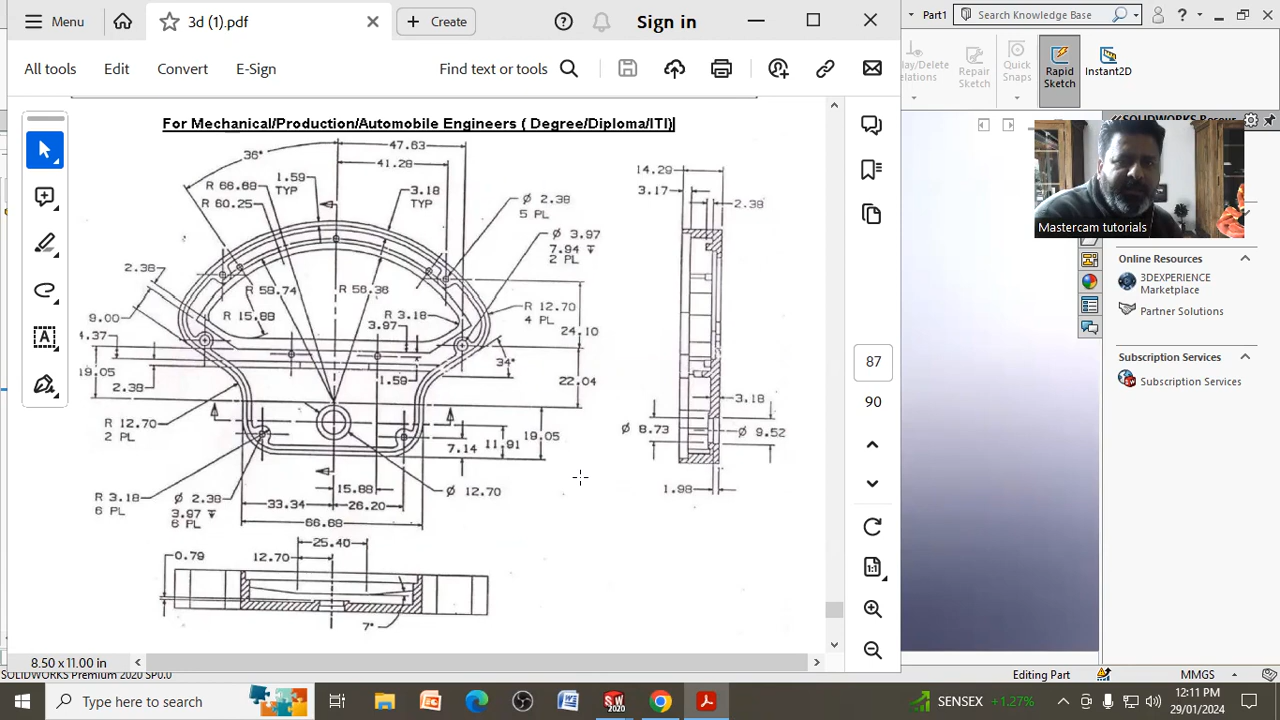 Menu
3d (1).pdf
Create
Sign in
Part1
Search Knowledge Base
All tools
Edit
Convert
E-Sign
Find text or tools
Repair
Sketch
Quick
Snaps
Rapid
Sketch
Instant2D
For Mechanical/Production/Automobile Engineers ( Degree/Diploma/ITI)
36°
47.63
41.28
1.59
TYP
3.18
TYP
R 66.68
R 60.25
Ø 2.38
5 PL
Ø 3.97
7.94 ↧
2 PL
2.38
R 58.74
R 56.36
R 12.70
4 PL
R 15.88
R 3.18
3.97
24.10
9.00
4.37
34°
19.05
2.38
1.59
22.04
R 12.70
2 PL
7.14
11.91
19.05
R 3.18
6 PL
Ø 2.38
3.97 ↧
6 PL
15.88
Ø 12.70
33.34
26.20
66.68
25.40
0.79
12.70
7°
14.29
3.17
2.38
3.18
Ø 8.73
Ø 9.52
1.98
87
90
1:1
8.50 x 11.00 in
Mastercam tutorials
Online Resources
3DEXPERIENCE
Marketplace
Partner Solutions
Subscription Services
Subscription Services
SOLIDWORKS Premium 2020 SP0.0
Editing Part
MMGS
Type here to search
SW
2020
SENSEX
+1.27%
12:11 PM
29/01/2024